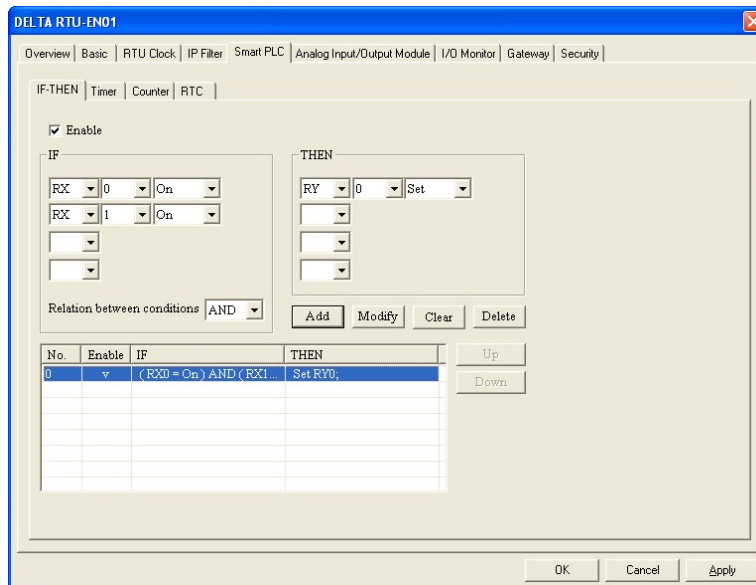 DELTA RTU-EN01
Overview Basic RTU Clock IP Filter Smart PLC Analog Input/Output Module I/O Monitor Gateway Security
IF-THEN Timer Counter RTC
Enable
IF
THEN
RX 0 On
RY 0 Set
RX 1 On
Relation between conditions AND
Add Modify Clear Delete
No. Enable IF THEN
Up
0 v (RX0 = On) AND (RX1... Set RY0;
Down
OK Cancel Apply